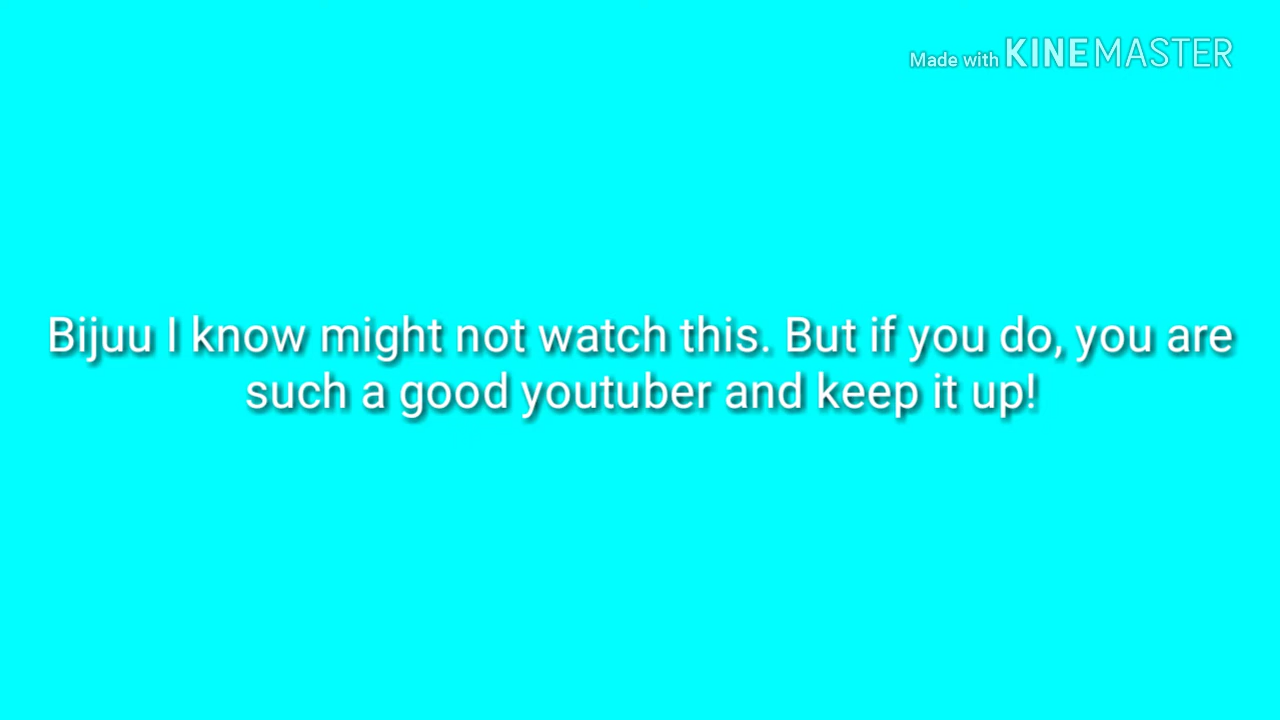 Made with KINEMASTER
Bijuu I know might not watch this. But if you do, you are
such a good youtuber and keep it up!